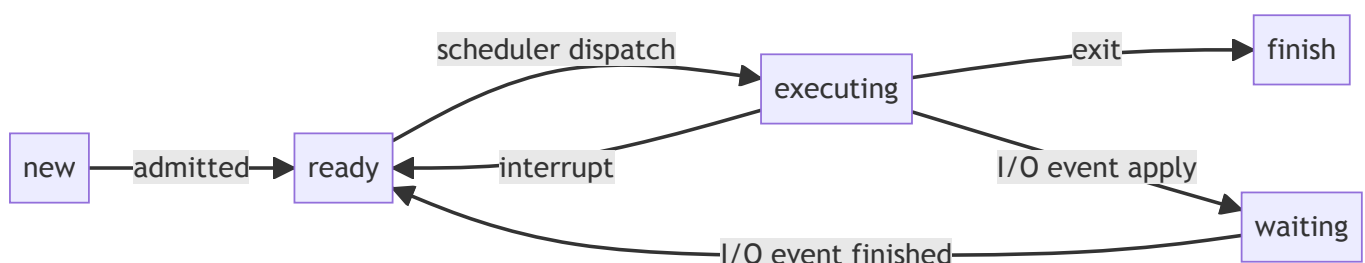 scheduler dispatch
exit
finish
executing
new
admitted
ready
interrupt
I/O event apply
waiting
I/O event finished